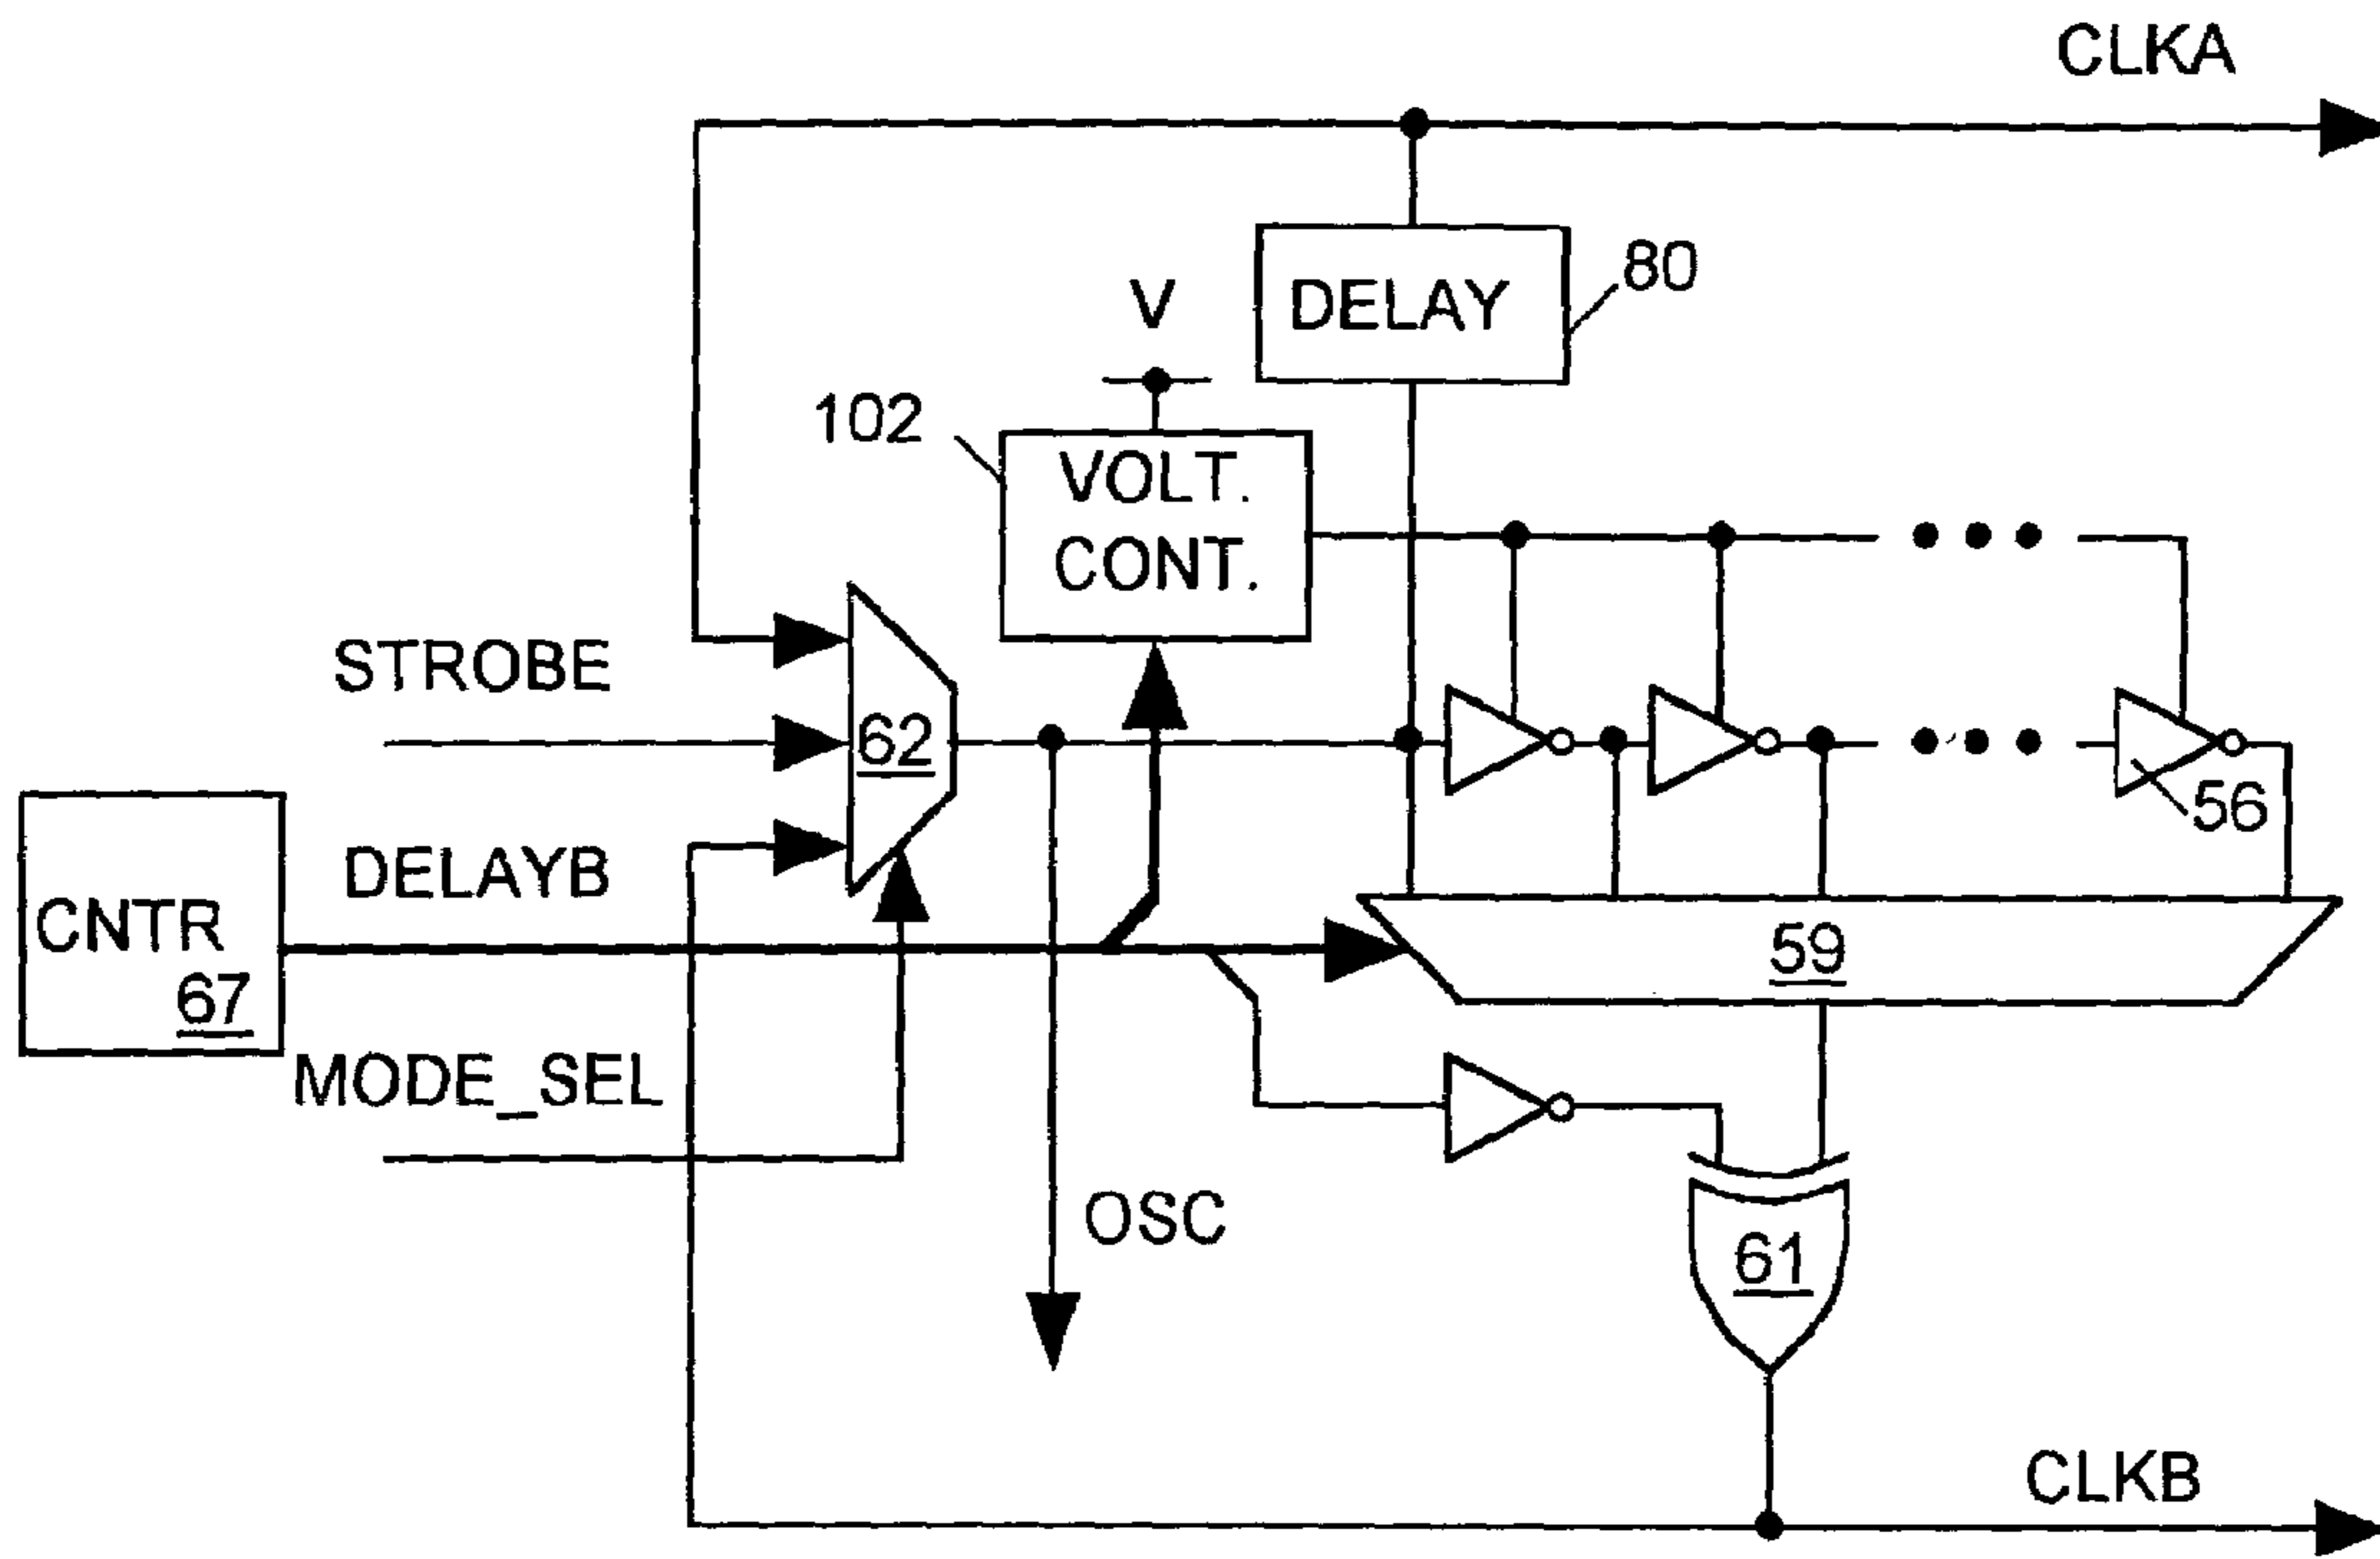 CLKA
DELAY
80
V
102
VOLT.
CONT.
STROBE
62
56
DELAYB
CNTR
67
59
MODE_SEL
OSC
61
CLKB